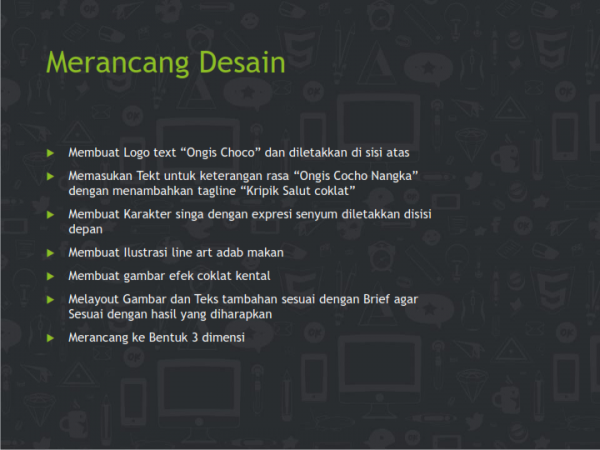 Merancang Desain
Membuat Logo text “Ongis Choco” dan diletakkan di sisi atas
Memasukan Tekt untuk keterangan rasa “Ongis Cocho Nangka”
dengan menambahkan tagline “Kripik Salut coklat”
Membuat Karakter singa dengan expresi senyum diletakkan disisi
depan
Membuat Ilustrasi line art adab makan
Membuat gambar efek coklat kental
Melayout Gambar dan Teks tambahan sesuai dengan Brief agar
Sesuai dengan hasil yang diharapkan
Merancang ke Bentuk 3 dimensi